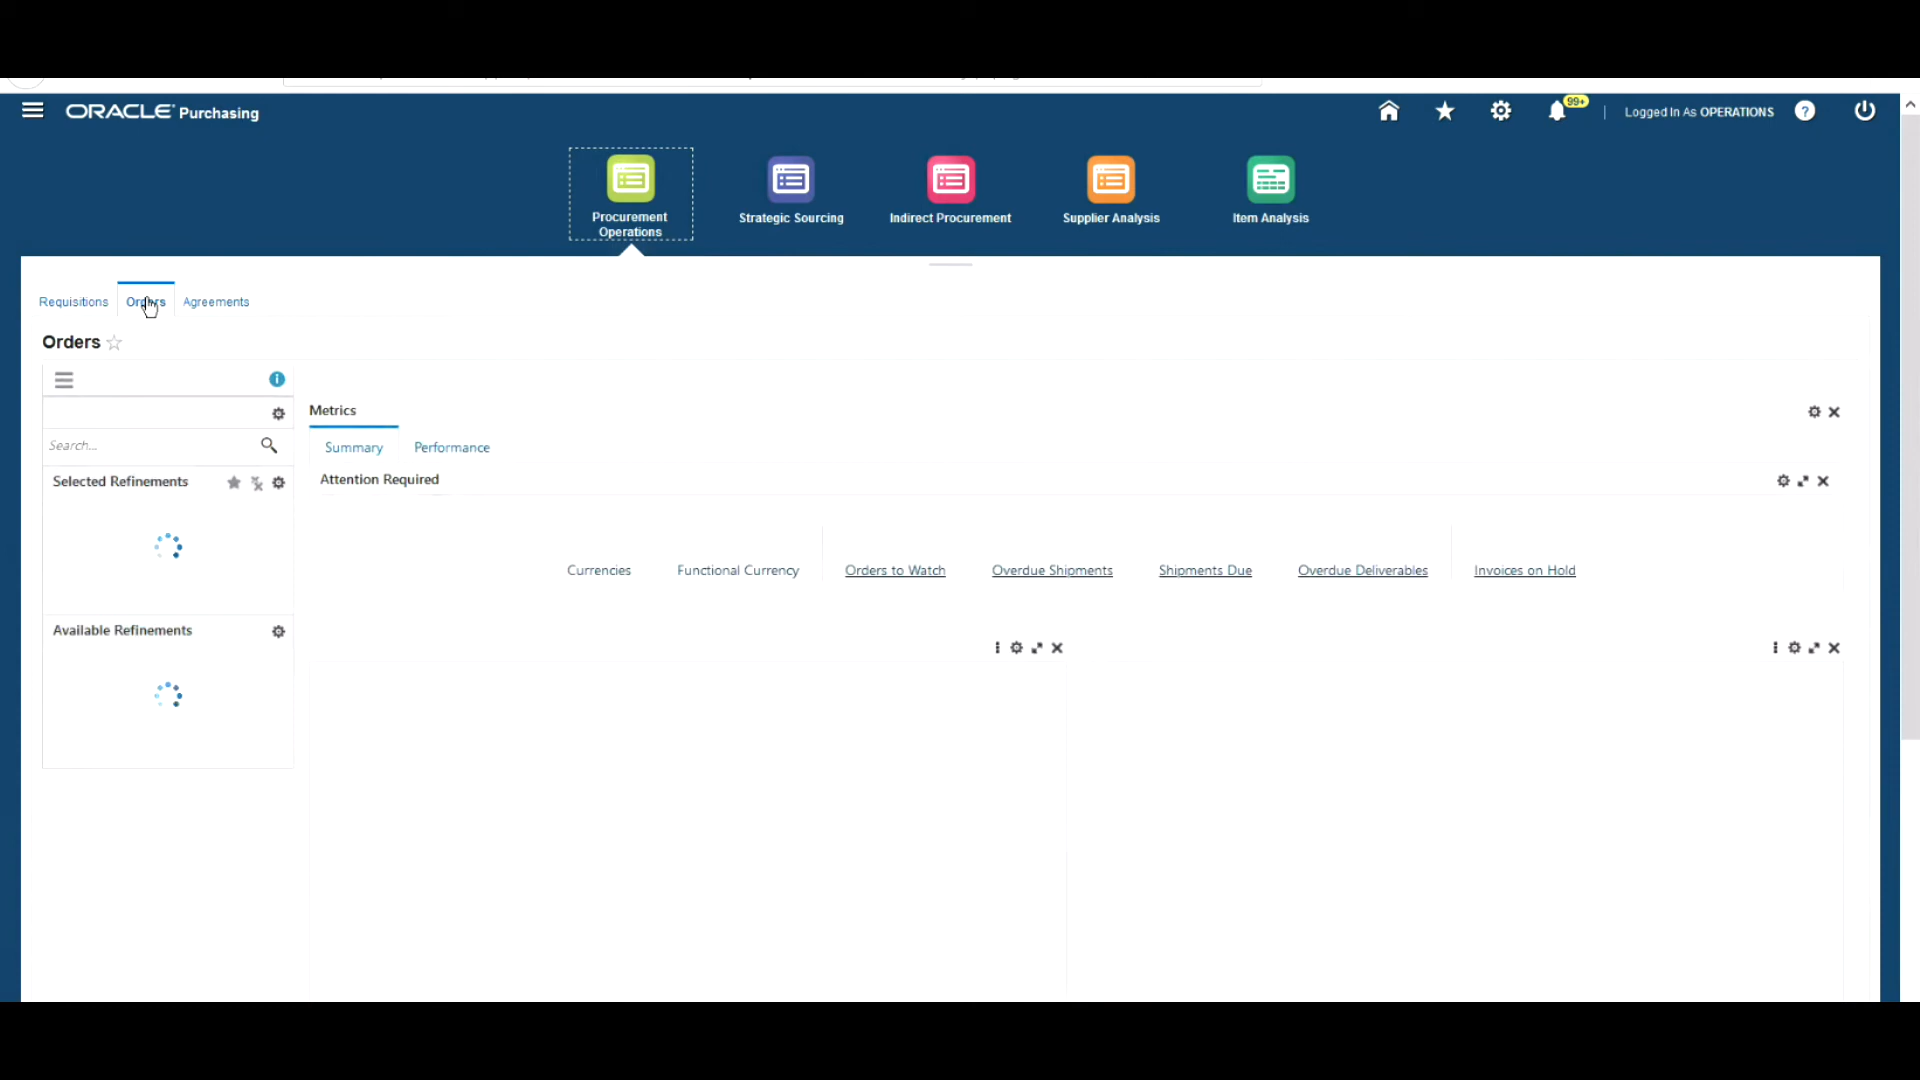 ORACLE Purchasing
99+
Logged In As OPERATIONS
?
Procurement
Operations
Strategic Sourcing
Indirect Procurement
Supplier Analysis
Item Analysis
Requisitions
Orders
Agreements
Orders
i
Metrics
Search...
Summary
Performance
Selected Refinements
Attention Required
Currencies
Functional Currency
Orders to Watch
Overdue Shipments
Shipments Due
Overdue Deliverables
Invoices on Hold
Available Refinements